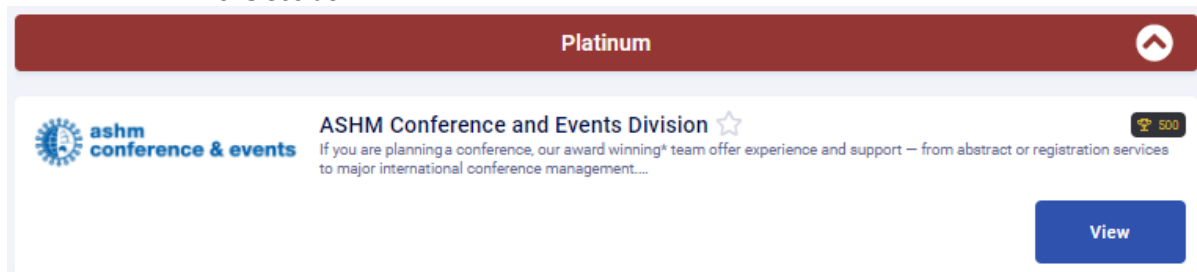 Platinum
ashm
conference & events
ASHM Conference and Events Division
500
If you are planning a conference, our award winning* team offer experience and support — from abstract or registration services
to major international conference management....
View